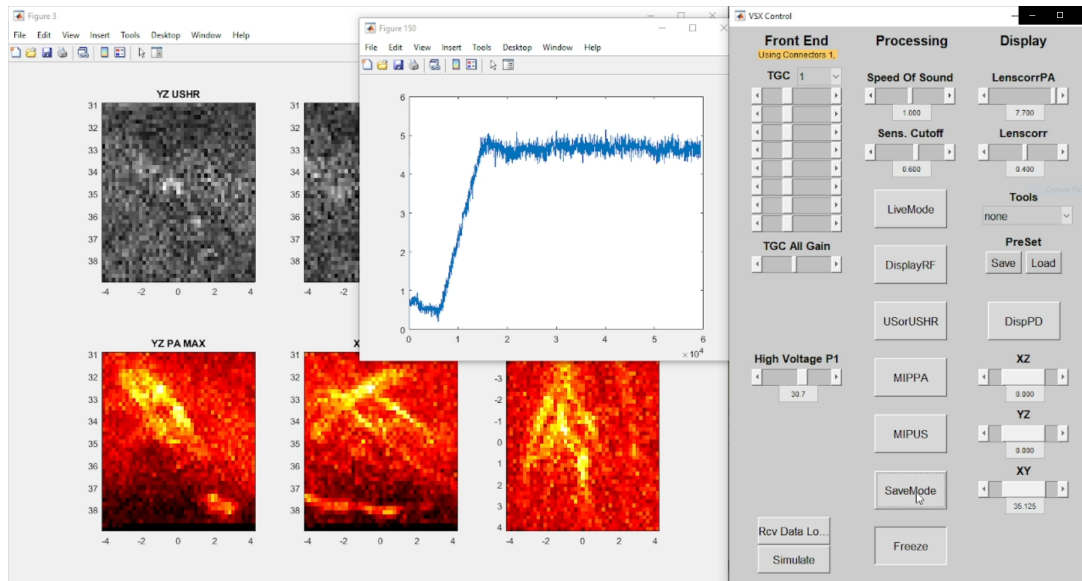 Figure 3
File Edit View Insert Tools Desktop Window Help
YZ USHR
31
32
33
34
35
36
37
38
-4 -2 0 2 4
31
32
33
34
35
36
37
38
-4 -2
YZ PA MAX
31
32
33
34
35
36
37
38
-4 -2 0 2 4
X
31
32
33
34
35
36
37
38
-4 -2 0 2 4
-3
-2
-1
0
1
2
3
4
-4 -2 0 2 4
Figure 150
File Edit View Insert Tools Desktop Window Help
6
5
4
3
2
1
0
0 1 2 3 4 5 6
×10⁴
VSX Control
Front End
Using Connectors 1,
TGC 1
TGC All Gain
High Voltage P1
30.7
Rcv Data Lo...
Simulate
Processing
Speed Of Sound
1.000
Sens. Cutoff
0.600
LiveMode
DisplayRF
USorUSHR
MIPPA
MIPUS
SaveMode
Freeze
Display
LenscorrPA
7.700
Lenscorr
0.400
Tools
none
PreSet
Save Load
DispPD
XZ
0.000
YZ
0.000
XY
35.125